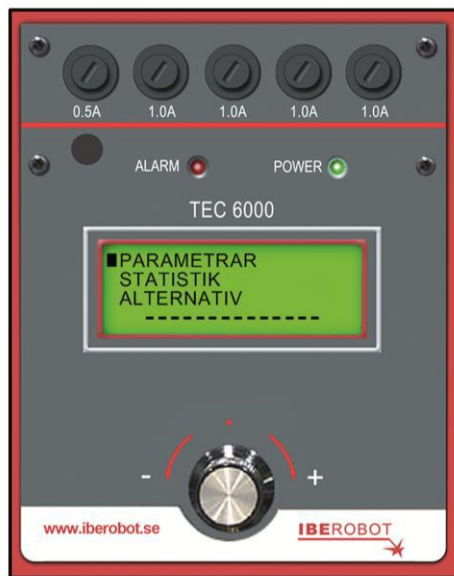 0.5A 1.0A 1.0A 1.0A 1.0A
ALARM POWER
TEC 6000
PARAMETRAR
STATISTIK
ALTERNATIV
--------------
- +
www.iberobot.se IBEROBOT